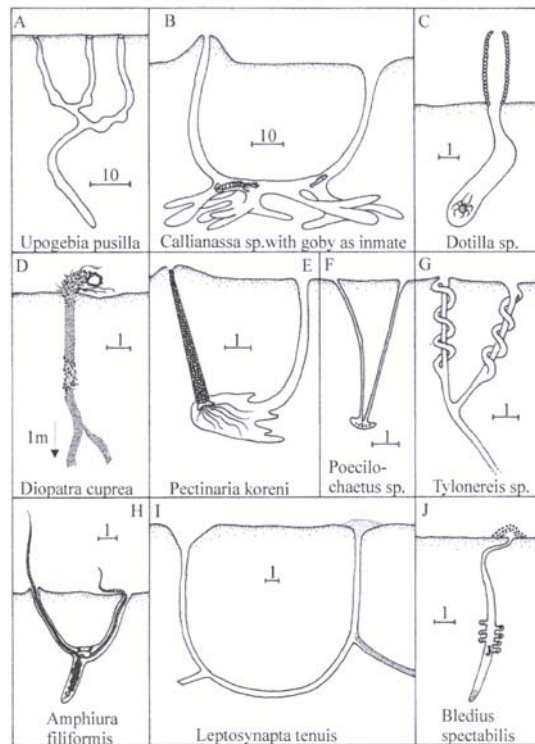 A
B
C
10
10
1
Upogebia pusilla
Callianassa sp.with goby as inmate
Dotilla sp.
D
E
F
G
1
1
1
1
1m
Diopatra cuprea
Pectinaria koreni
Poecilo-
chaetus sp.
Tylonereis sp.
H
I
J
1
1
1
Amphiura
filiformis
Leptosynapta tenuis
Bledius
spectabilis